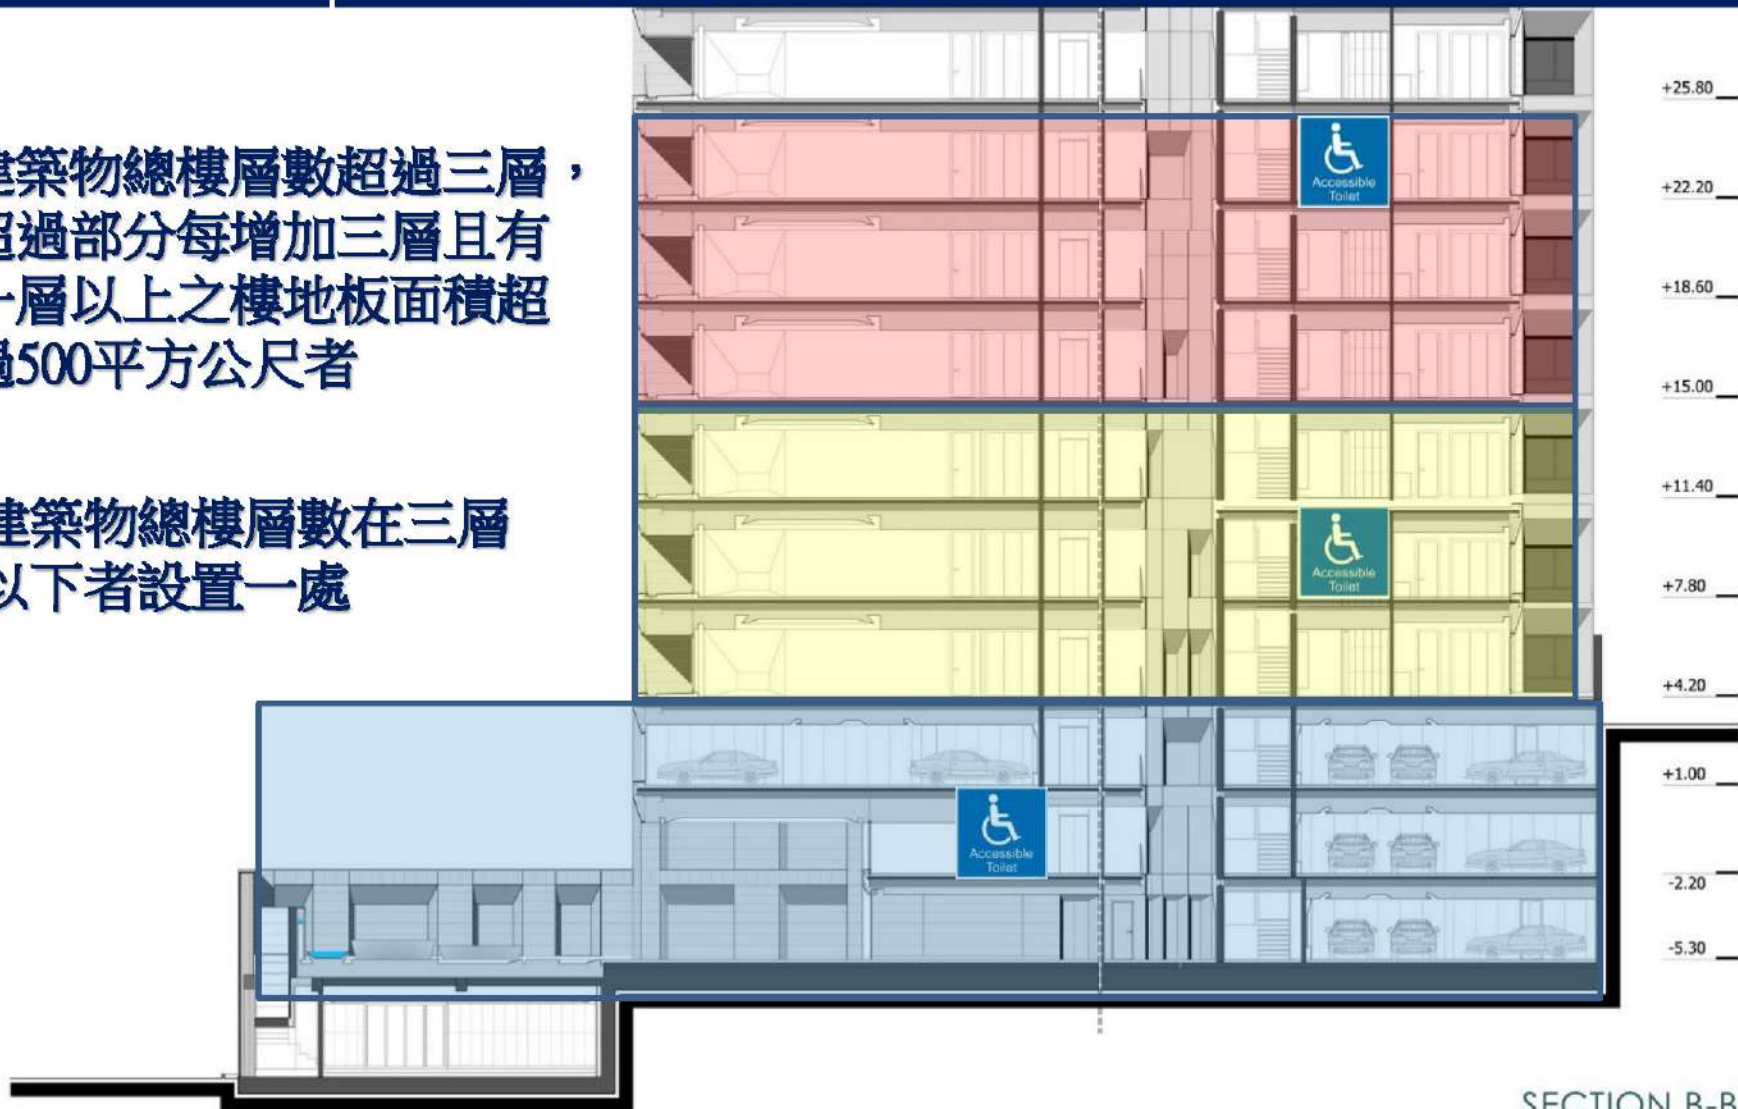 建築物總樓層數超過三層，
超過部分每增加三層且有
一層以上之樓地板面積超
過500平方公尺者
建築物總樓層數在三層
以下者設置一處
Accessible
Toilet
Accessible
Toilet
Accessible
Toilet
+25.80
+22.20
+18.60
+15.00
+11.40
+7.80
+4.20
+1.00
-2.20
-5.30
SECTION B-B